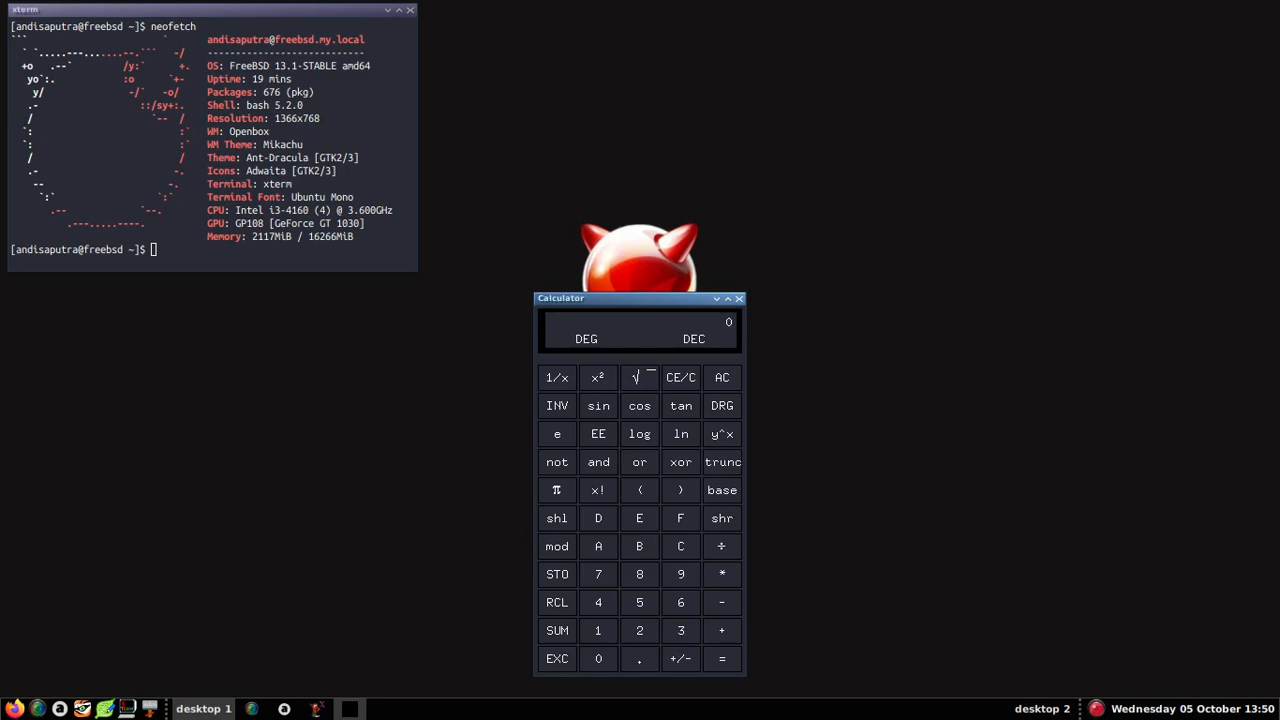 xterm
[andisaputra@freebsd ~]$ neofetch
andisaputra@freebsd.my.local
----------------------------
OS: FreeBSD 13.1-STABLE amd64
Uptime: 19 mins
Packages: 676 (pkg)
Shell: bash 5.2.0
Resolution: 1366x768
WM: Openbox
WM Theme: Mikachu
Theme: Ant-Dracula [GTK2/3]
Icons: Adwaita [GTK2/3]
Terminal: xterm
Terminal Font: Ubuntu Mono
CPU: Intel i3-4160 (4) @ 3.600GHz
GPU: GP108 [GeForce GT 1030]
Memory: 2117MiB / 16266MiB
[andisaputra@freebsd ~]$
Calculator
0
DEG DEC
1/x x² √ CE/C AC
INV sin cos tan DRG
e EE log ln y^x
not and or xor trunc
π x! ( ) base
shl D E F shr
mod A B C ÷
STO 7 8 9 *
RCL 4 5 6 -
SUM 1 2 3 +
EXC 0 . +/- =
desktop 1 desktop 2 Wednesday 05 October 13:50